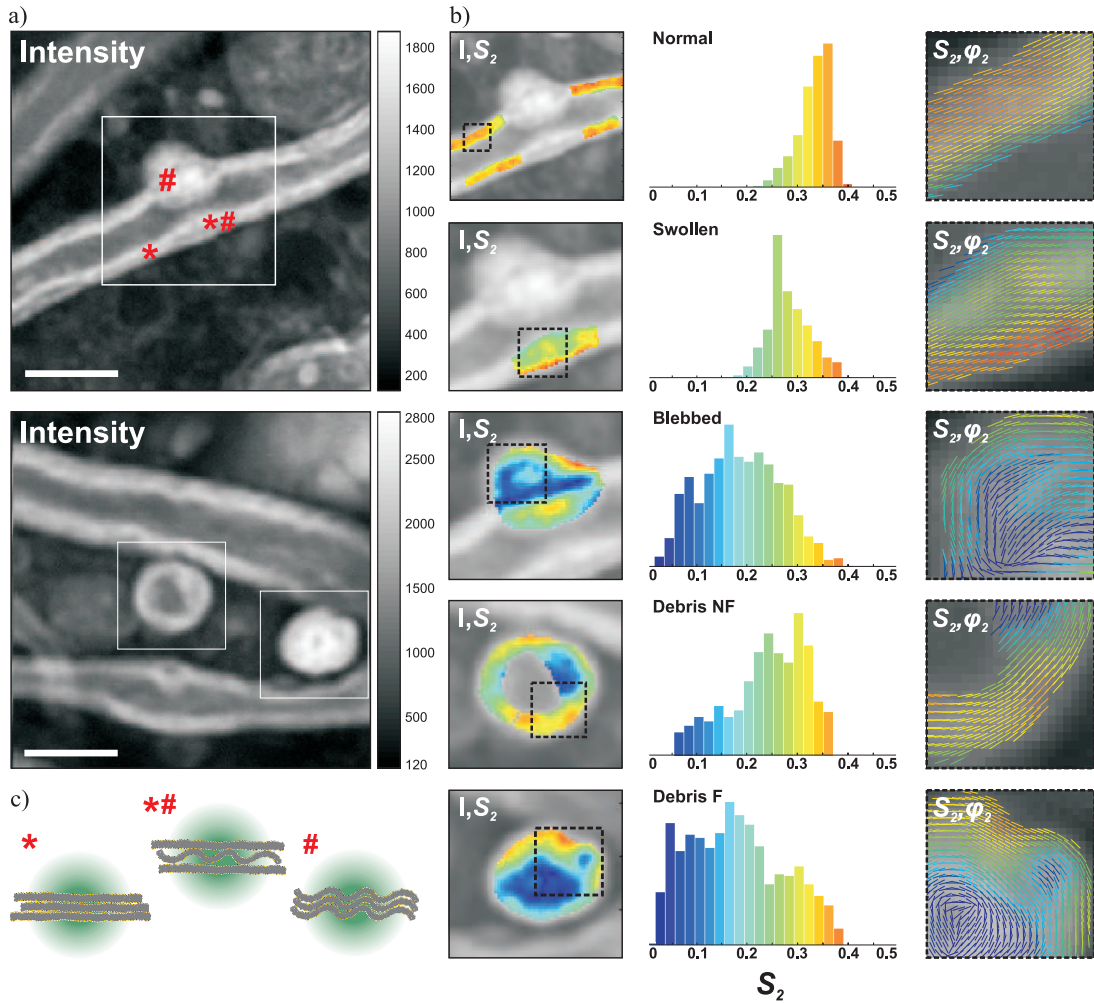 a)
Intensity
1800
1600
1400
1200
1000
800
600
400
200
#
*#
*
Intensity
2800
2500
2000
1500
1000
500
120
b)
I,S₂
Normal
0 0.1 0.2 0.3 0.4 0.5
S₂,φ₂
I,S₂
Swollen
0 0.1 0.2 0.3 0.4 0.5
S₂,φ₂
I,S₂
Blebbed
0 0.1 0.2 0.3 0.4 0.5
S₂,φ₂
I,S₂
Debris NF
0 0.1 0.2 0.3 0.4 0.5
S₂,φ₂
I,S₂
Debris F
0 0.1 0.2 0.3 0.4 0.5
S₂,φ₂
S₂
c)
*
*#
#